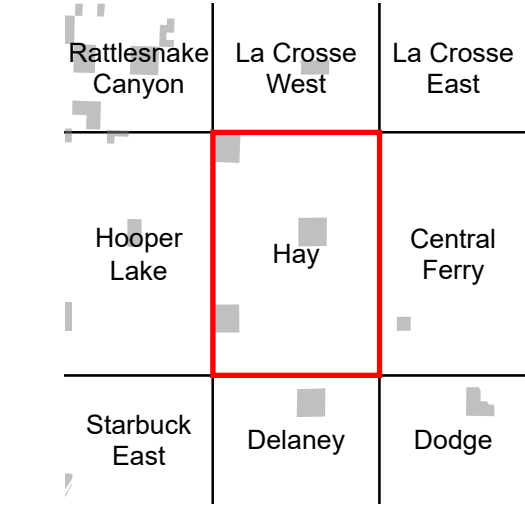 Rattlesnake
Canyon
La Crosse
West
La Crosse
East
Hooper
Lake
Hay
Central
Ferry
Starbuck
East
Delaney
Dodge